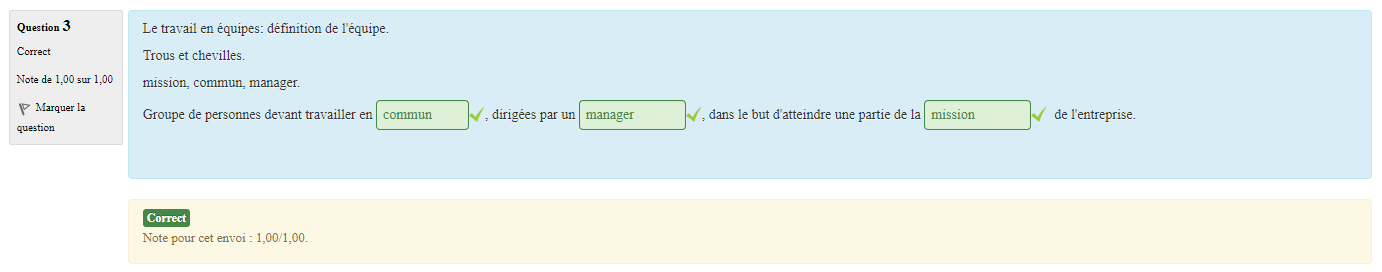 Question 3
Correct
Note de 1,00 sur 1,00
Marquer la
question
Le travail en équipes: définition de l'équipe.
Trous et chevilles.
mission, commun, manager.
Groupe de personnes devant travailler en commun , dirigées par un manager , dans le but d'atteindre une partie de la mission de l'entreprise.
Correct
Note pour cet envoi : 1,00/1,00.